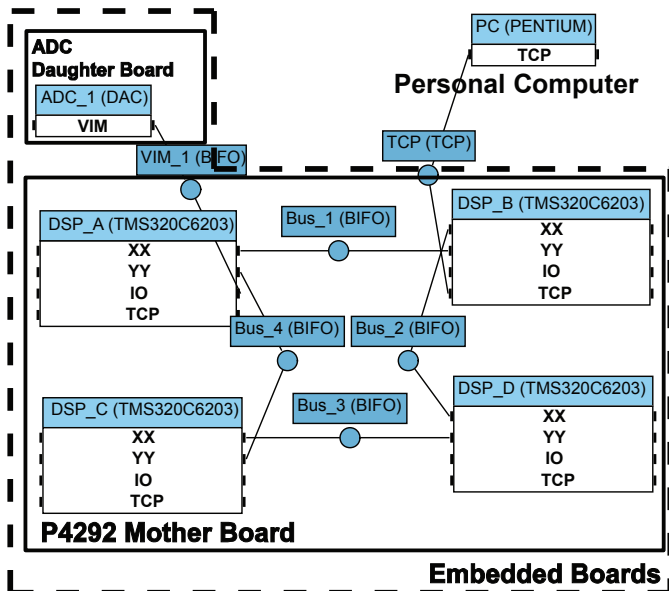 ADC
Daughter Board
ADC_1 (DAC)
VIM
PC (PENTIUM)
TCP
Personal Computer
VIM_1 (BIFO)
TCP (TCP)
DSP_A (TMS320C6203)
XX
YY
IO
TCP
Bus_1 (BIFO)
DSP_B (TMS320C6203)
XX
YY
IO
TCP
Bus_4 (BIFO)
Bus_2 (BIFO)
DSP_C (TMS320C6203)
XX
YY
IO
TCP
Bus_3 (BIFO)
DSP_D (TMS320C6203)
XX
YY
IO
TCP
P4292 Mother Board
Embedded Boards